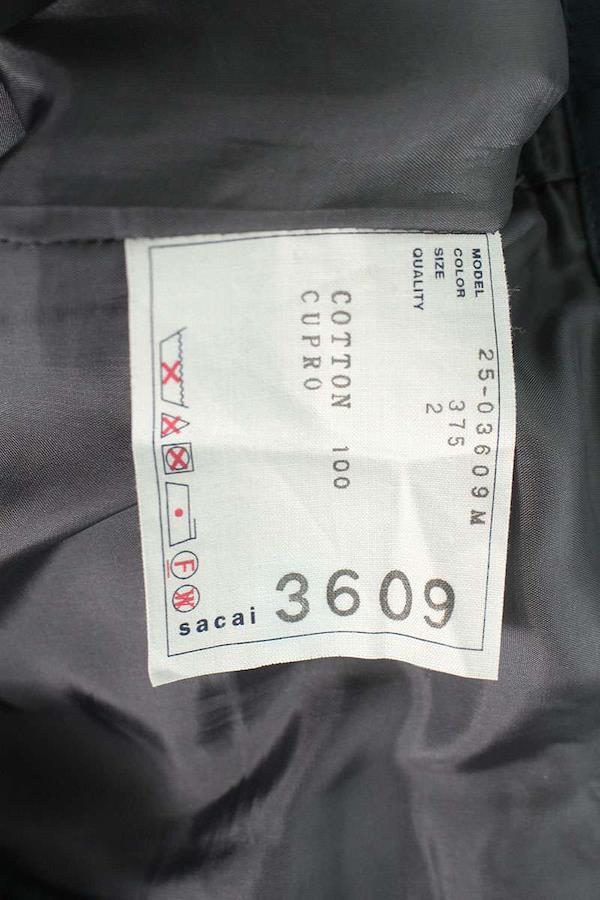 MODEL 25-03609M
COLOR 375
SIZE 2
QUALITY
COTTON 100
CUPRO
F
W
sacai 3609